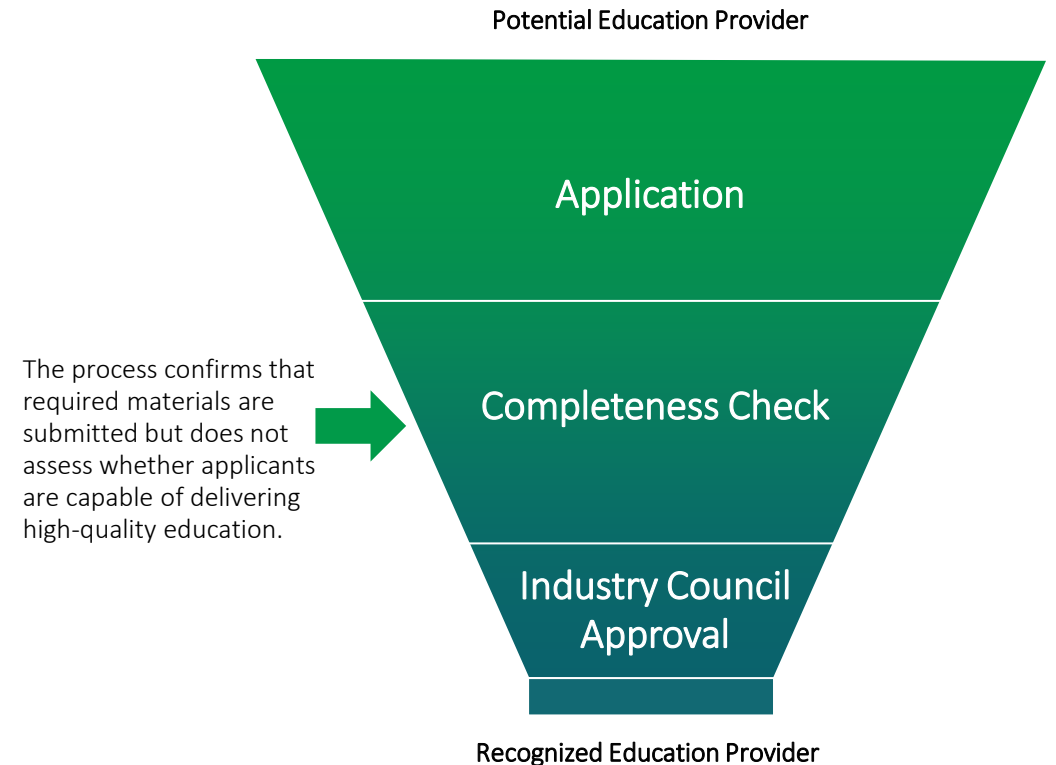 Potential Education Provider
Application
The process confirms that
required materials are
submitted but does not
assess whether applicants
are capable of delivering
high-quality education.
Completeness Check
Industry Council
Approval
Recognized Education Provider